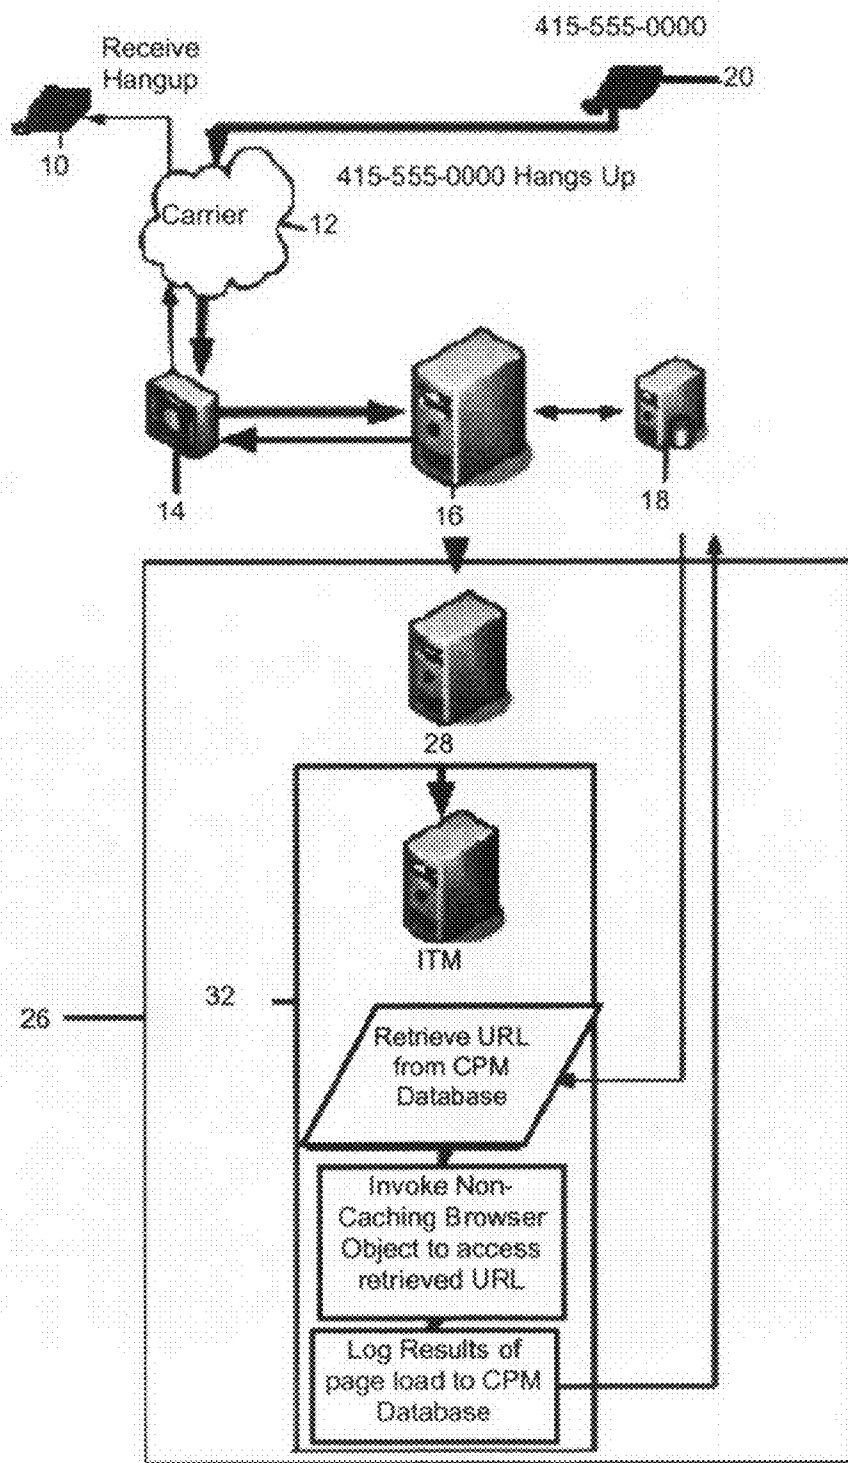 415-555-0000
Receive
Hangup
20
10
415-555-0000 Hangs Up
Carrier
12
14
16
18
28
ITM
26
32
Retrieve URL
from CPM
Database
Invoke Non-
Caching Browser
Object to access
retrieved URL
Log Results of
page load to CPM
Database